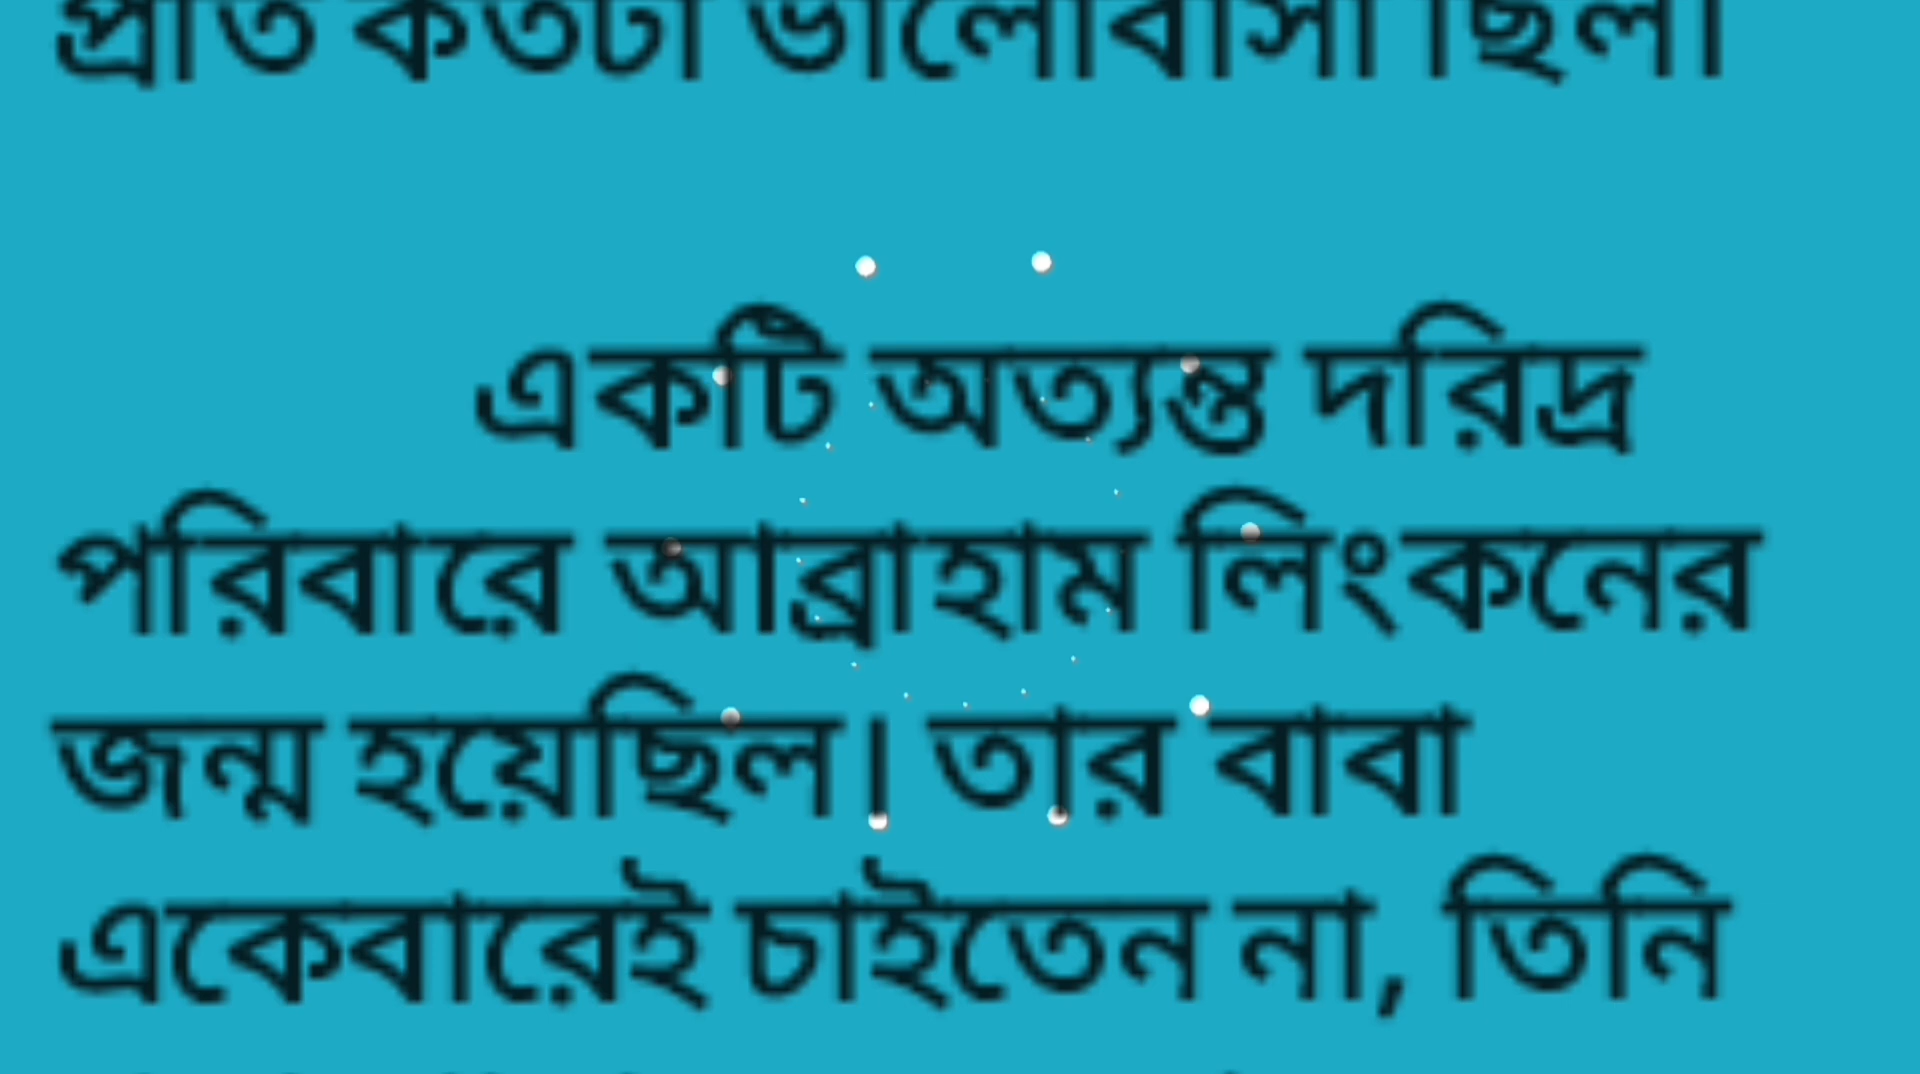 প্রতি কতটা ভালোবাসা ছিল।
একটি অত্যন্ত দরিদ্র
পরিবারে আব্রাহাম লিংকনের
জন্ম হয়েছিল। তার বাবা
একেবারেই চাইতেন না, তিনি